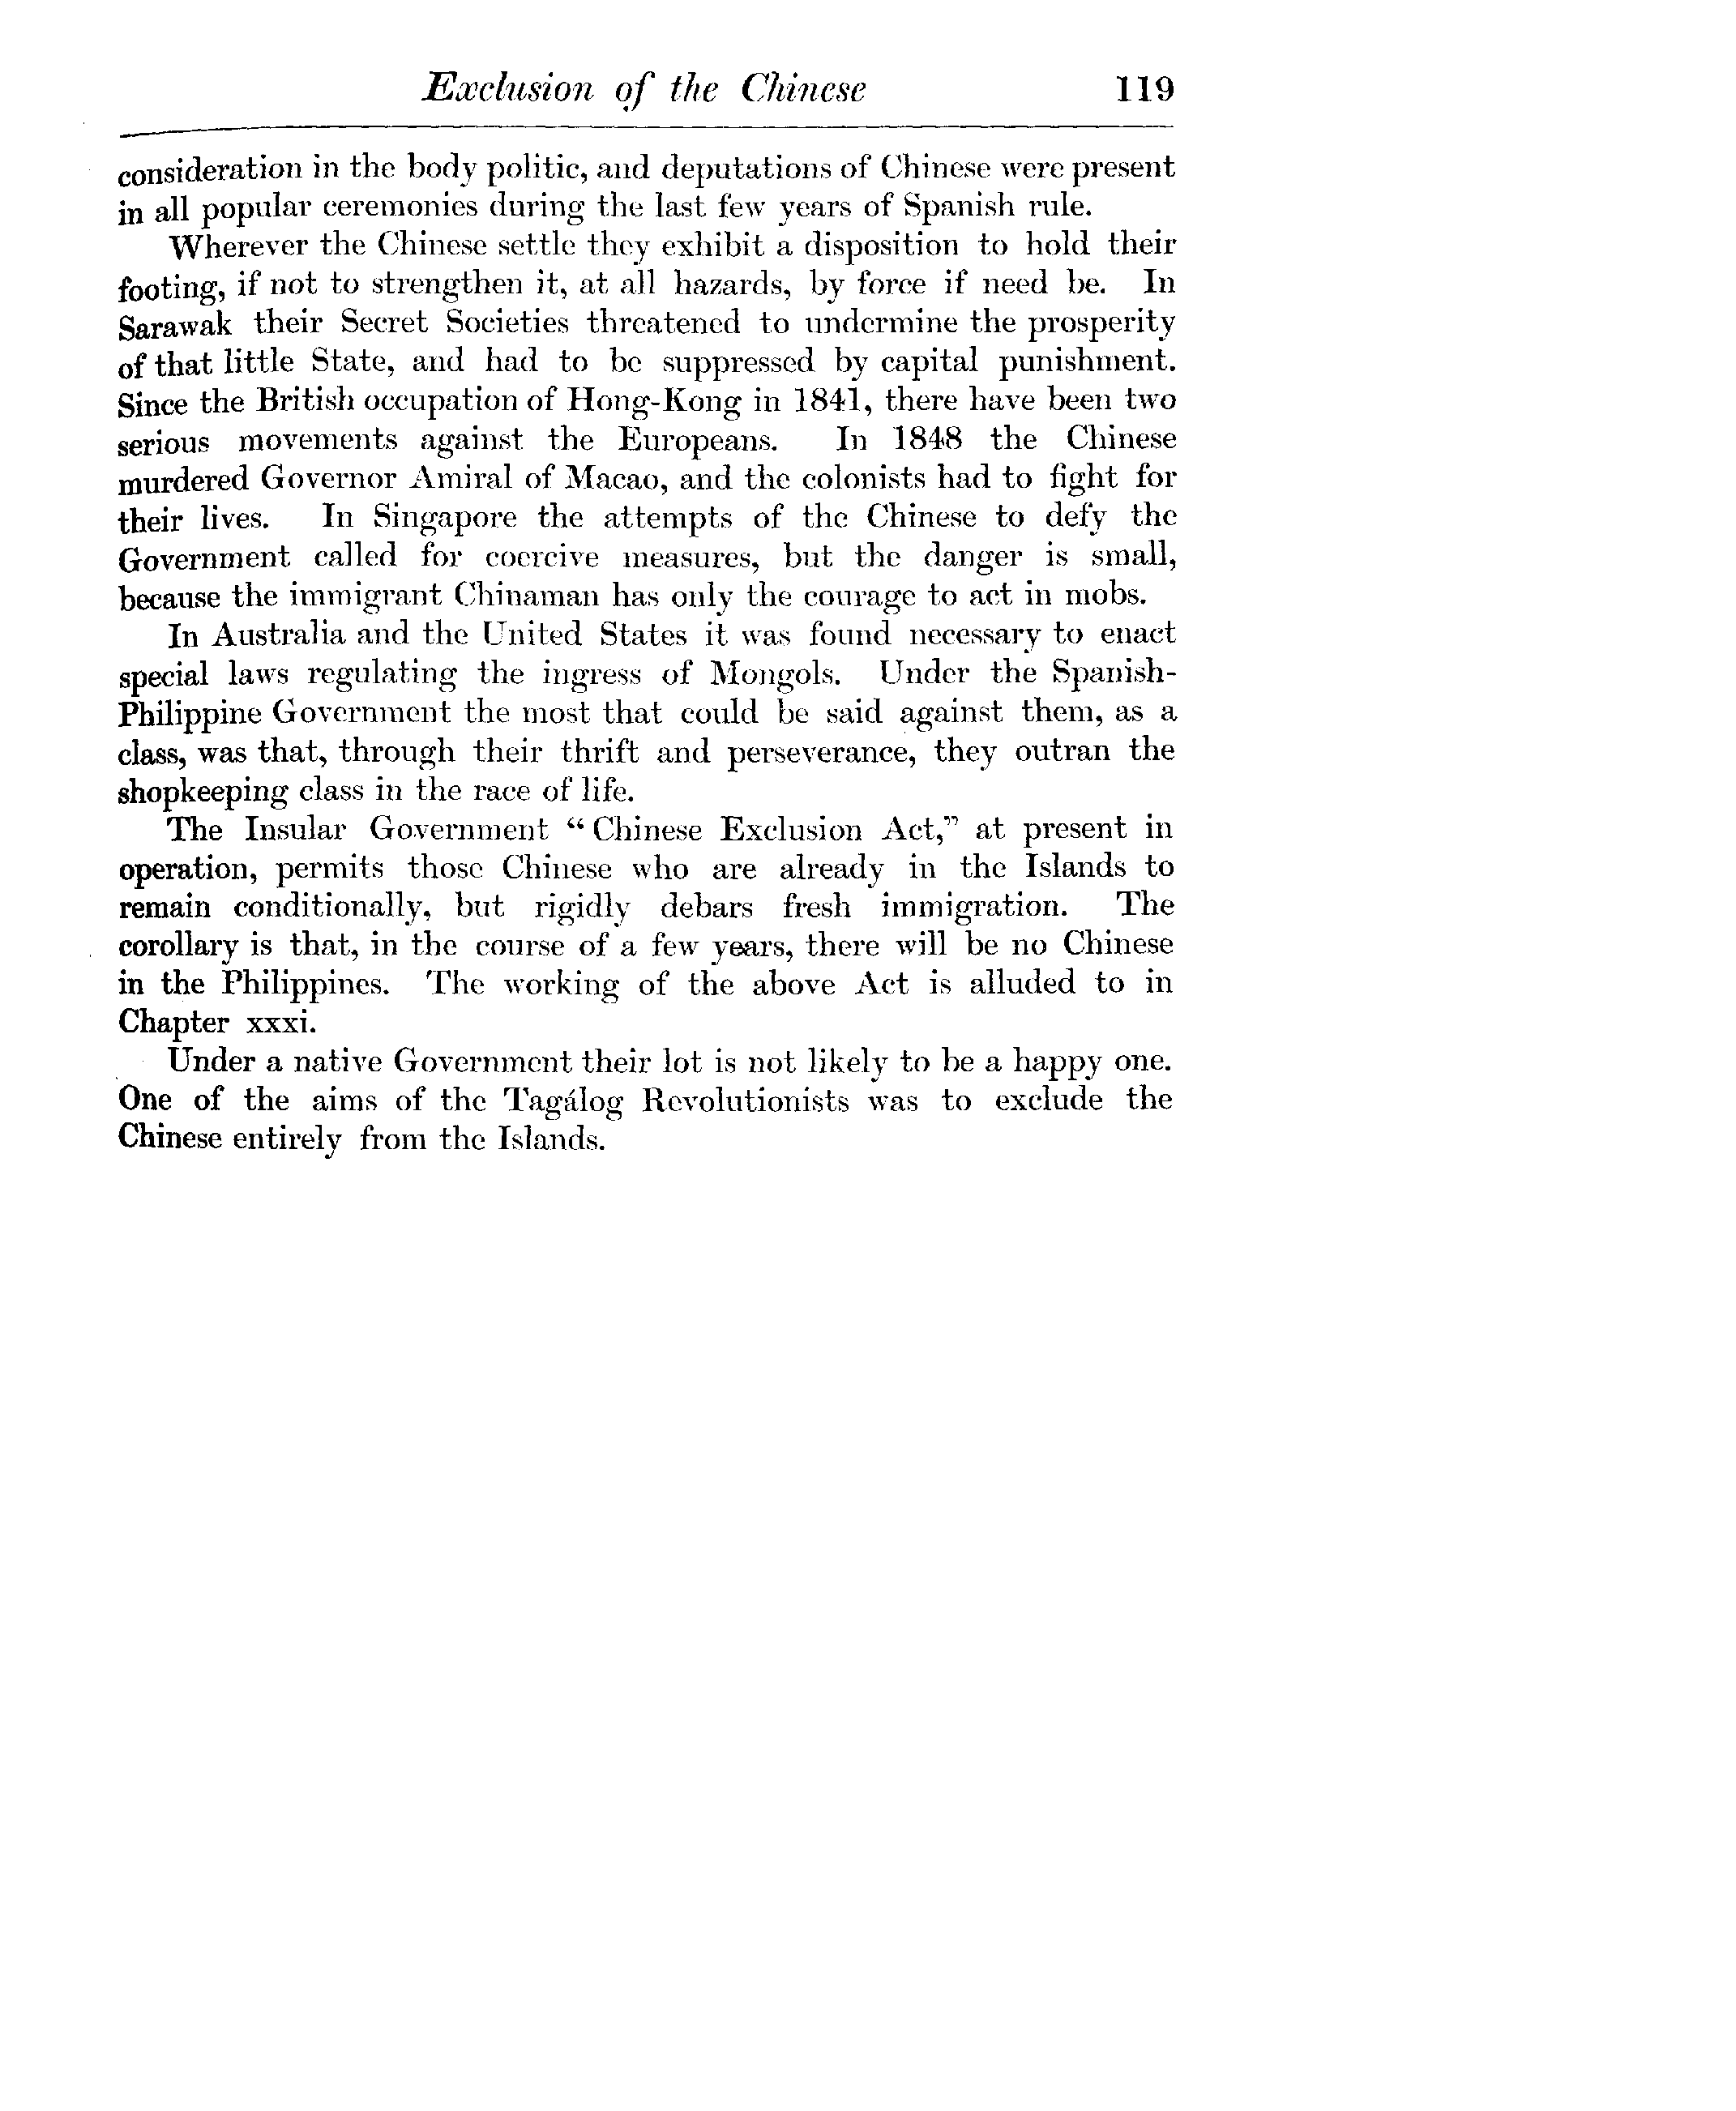 Exclusion of the Chinese 119
consideration in the body politic, and deputations of Chinese were present
in all popular ceremonies during the last few years of Spanish rule.
Wherever the Chinese settle they exhibit a disposition to hold their
footing, if not to strengthen it, at all hazards, by force if need be. In
Sarawak their Secret Societies threatened to undermine the prosperity
of that little State, and had to be suppressed by capital punishment.
Since the British occupation of Hong-Kong in 1841, there have been two
serious movements against the Europeans. In 1848 the Chinese
murdered Governor Amiral of Macao, and the colonists had to fight for
their lives. In Singapore the attempts of the Chinese to defy the
Government called for coercive measures, but the danger is small,
because the immigrant Chinaman has only the courage to act in mobs.
In Australia and the United States it was found necessary to enact
special laws regulating the ingress of Mongols. Under the Spanish-
Philippine Government the most that could be said against them, as a
class, was that, through their thrift and perseverance, they outran the
shopkeeping class in the race of life.
The Insular Government “Chinese Exclusion Act,” at present in
operation, permits those Chinese who are already in the Islands to
remain conditionally, but rigidly debars fresh immigration. The
corollary is that, in the course of a few years, there will be no Chinese
in the Philippines. The working of the above Act is alluded to in
Chapter xxxi.
Under a native Government their lot is not likely to be a happy one.
One of the aims of the Tagálog Revolutionists was to exclude the
Chinese entirely from the Islands.